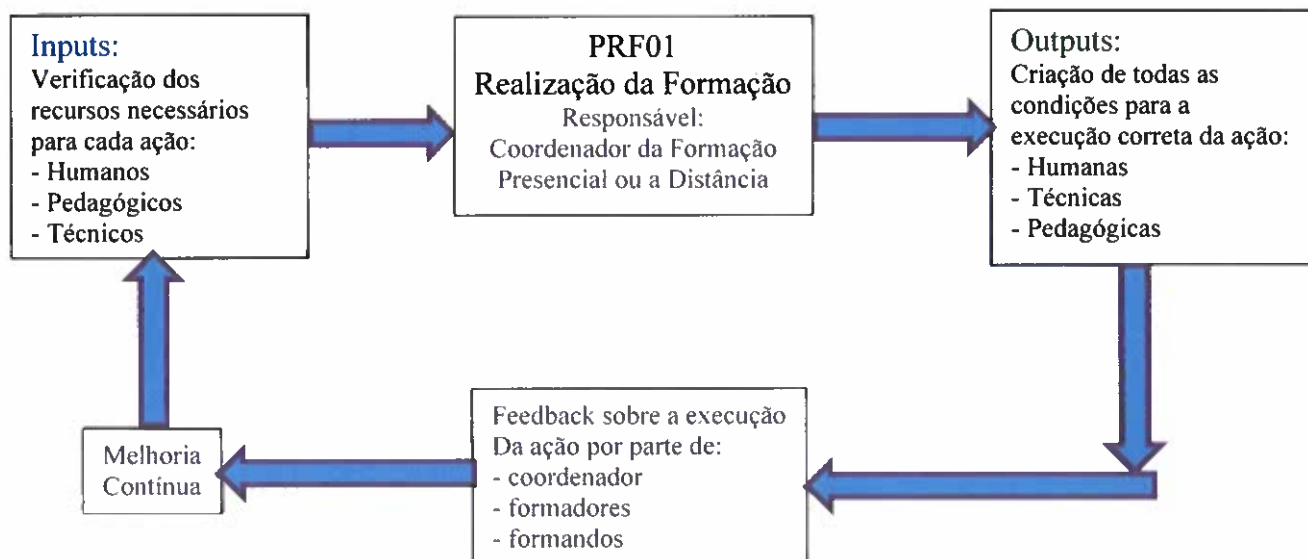 Inputs:
Verificação dos
recursos necessários
para cada ação:
- Humanos
- Pedagógicos
- Técnicos
PRF01
Realização da Formação
Responsável:
Coordenador da Formação
Presencial ou a Distância
Outputs:
Criação de todas as
condições para a
execução correta da ação:
- Humanas
- Técnicas
- Pedagógicas
Feedback sobre a execução
Da ação por parte de:
- coordenador
- formadores
- formandos
Melhoria
Contínua